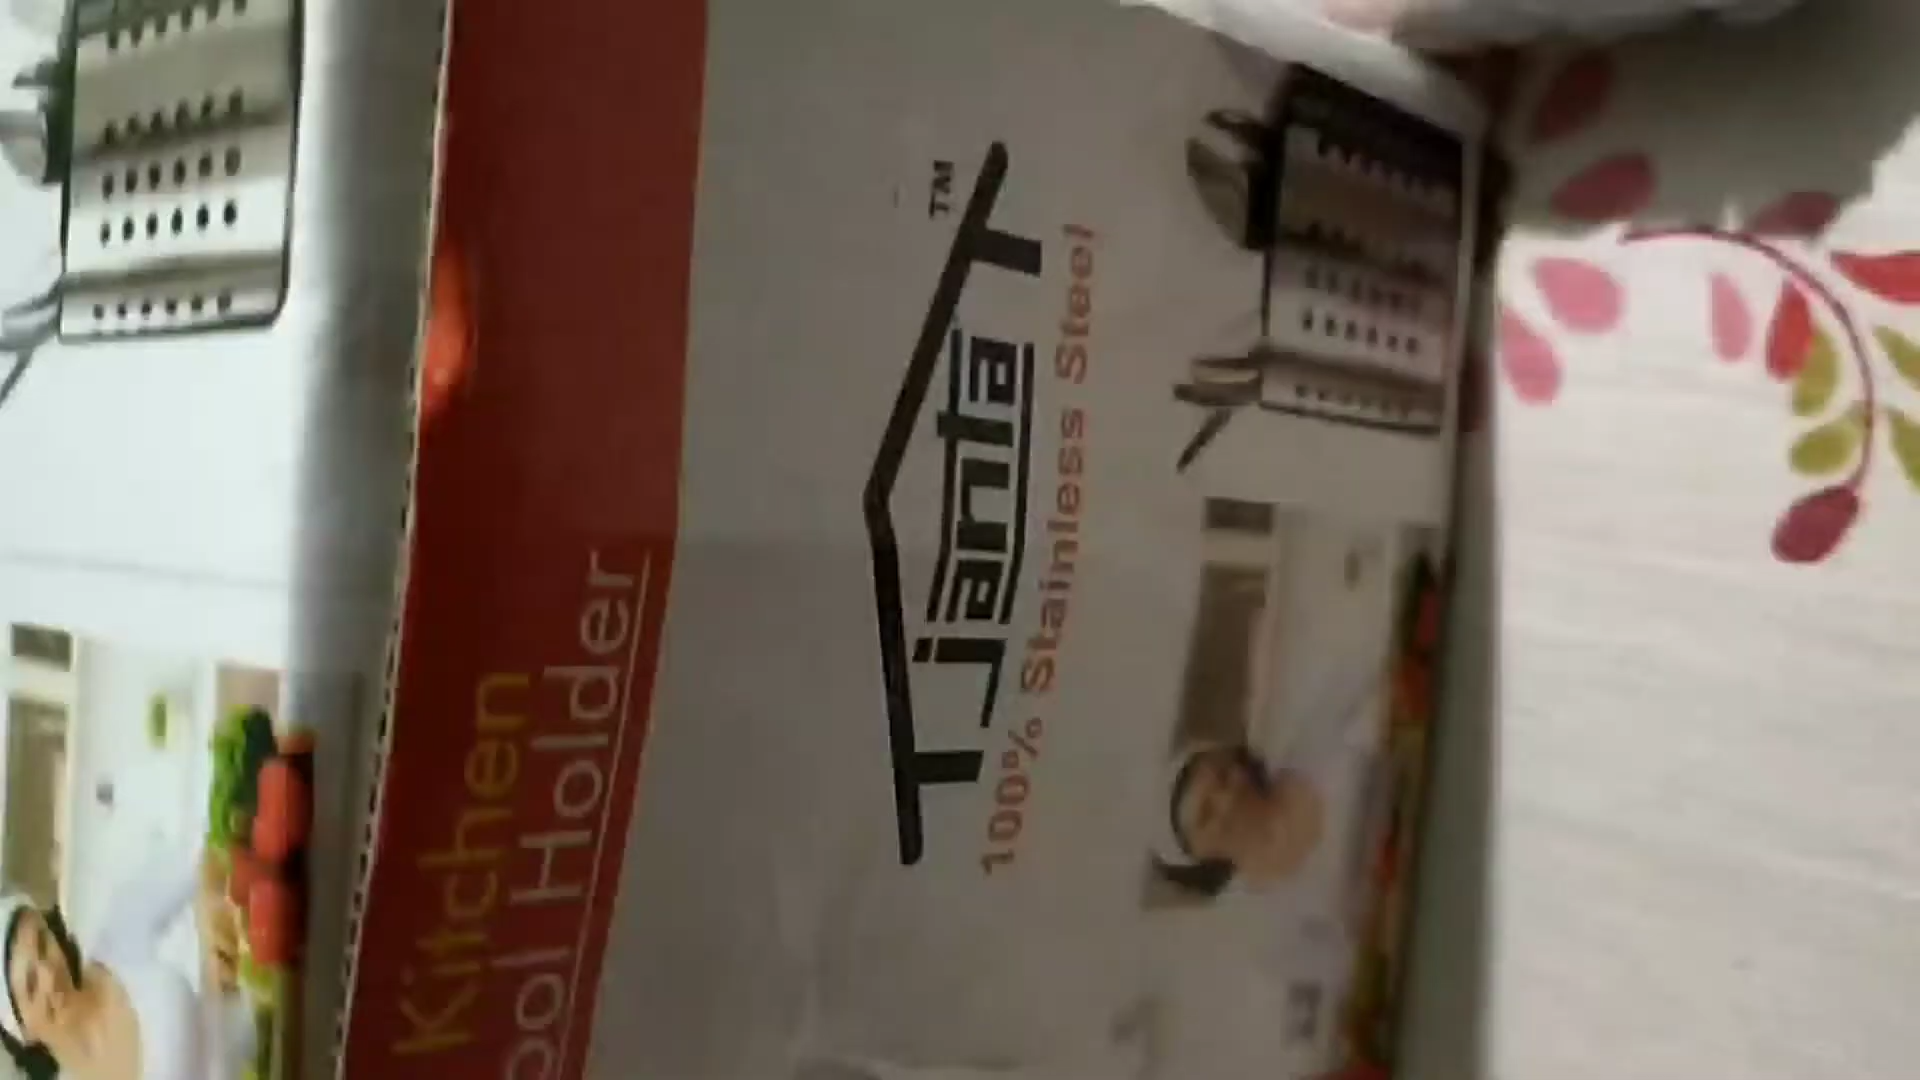 Kitchen
ool Holder
TM
janta
100% Stainless Steel